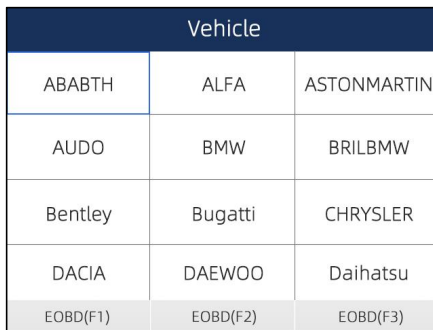 Vehicle
ABABTH ALFA ASTONMARTIN
AUDO BMW BRILBMW
Bentley Bugatti CHRYSLER
DACIA DAEWOO Daihatsu
EOBD(F1) EOBD(F2) EOBD(F3)